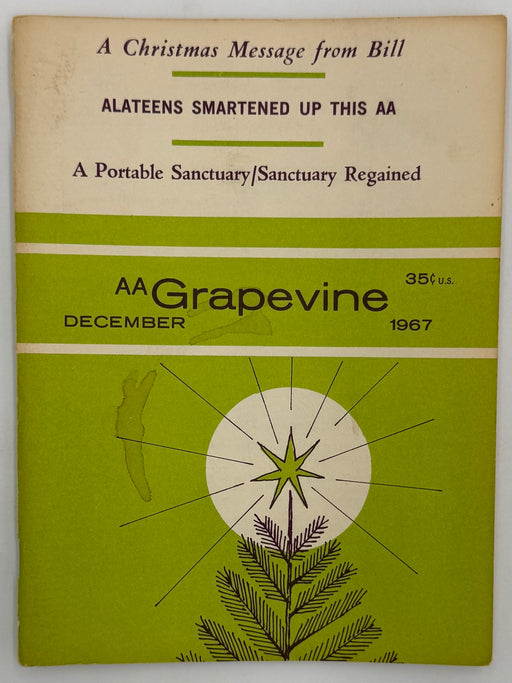 A Christmas Message from Bill
ALATEENS SMARTENED UP THIS AA
A Portable Sanctuary/Sanctuary Regained
35¢ U.S.
AA Grapevine
DECEMBER 1967